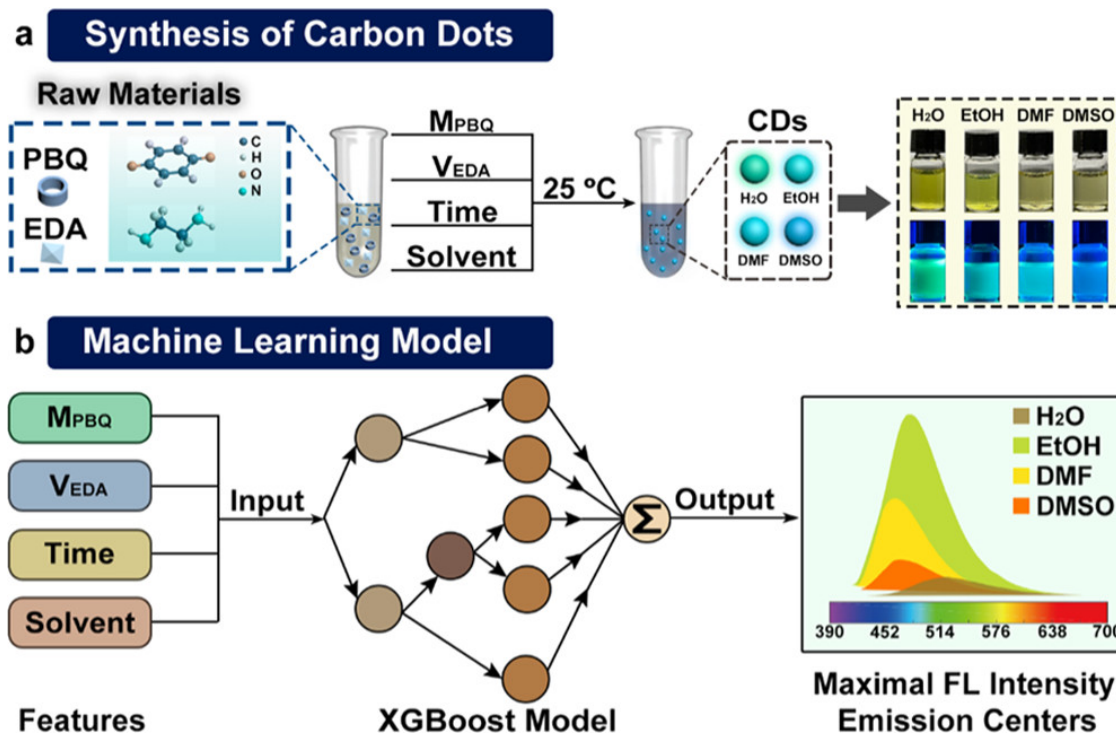 a Synthesis of Carbon Dots
Raw Materials
PBQ
EDA
C
H
O
N
MPBQ
VEDA
Time
Solvent
25 ºC
CDs
H2O EtOH
DMF DMSO
H2O EtOH DMF DMSO
b Machine Learning Model
MPBQ
VEDA
Time
Solvent
Features
Input
XGBoost Model
Σ
Output
H2O
EtOH
DMF
DMSO
390 452 514 576 638 700
Maximal FL Intensity
Emission Centers